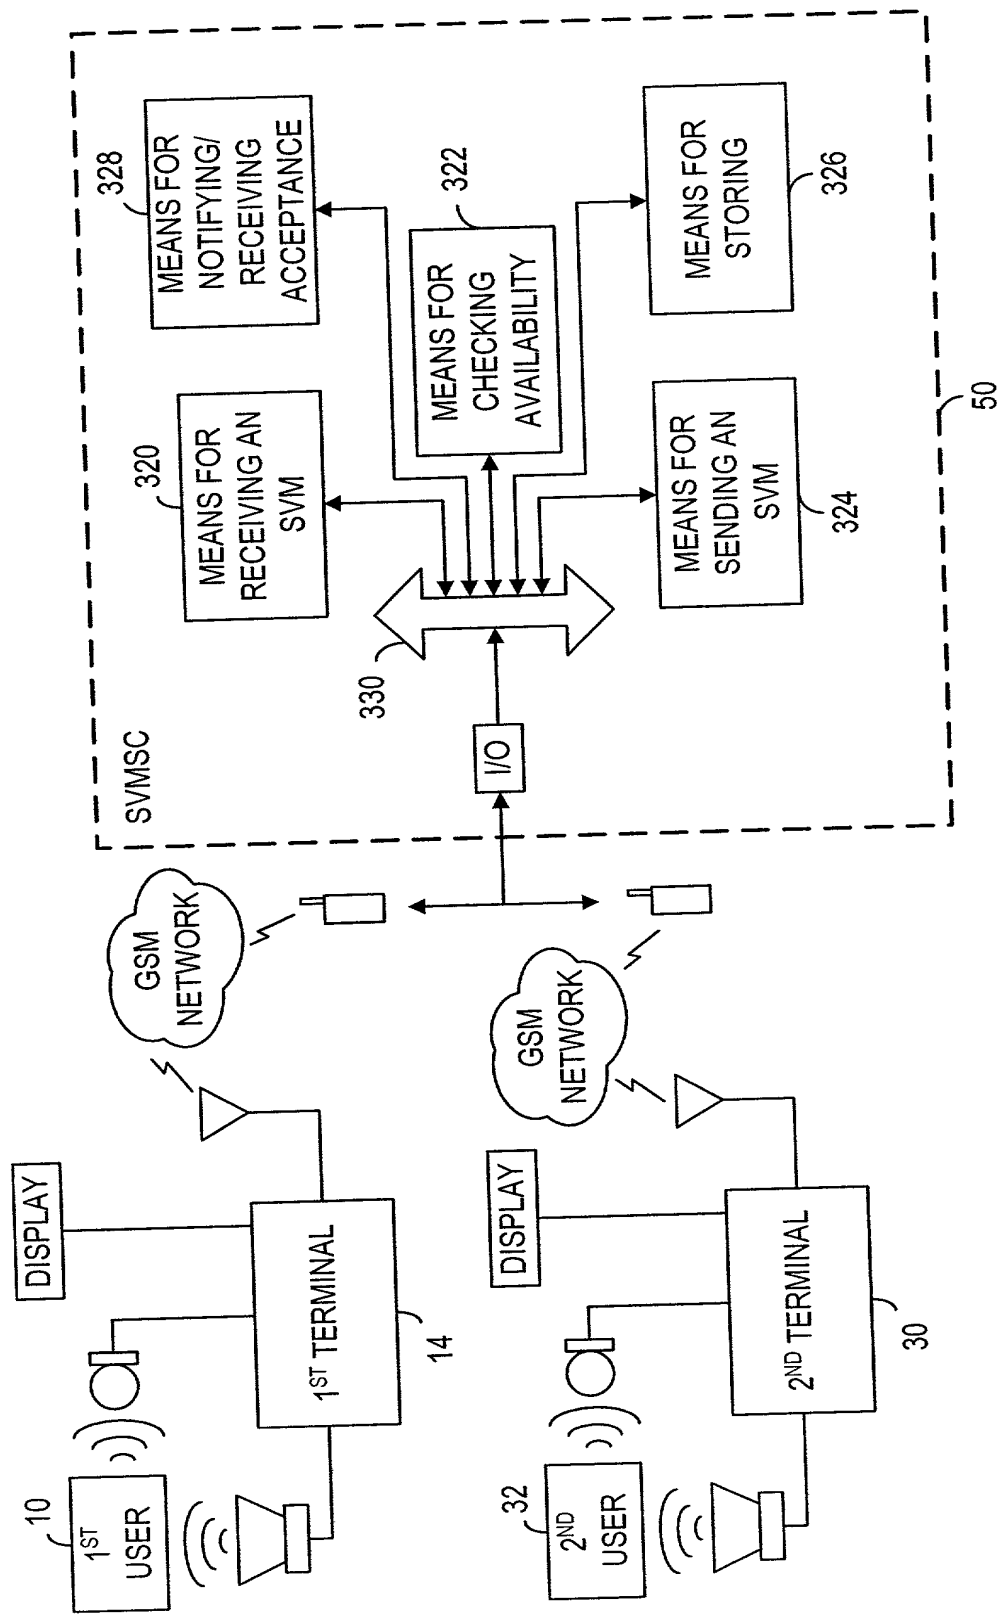 10
1ST
USER
DISPLAY
1ST TERMINAL
14
GSM
NETWORK
32
2ND
USER
DISPLAY
2ND TERMINAL
30
GSM
NETWORK
SVMSC
I/O
330
320
MEANS FOR
RECEIVING AN
SVM
328
MEANS FOR
NOTIFYING/
RECEIVING
ACCEPTANCE
322
MEANS FOR
CHECKING
AVAILABILITY
MEANS FOR
SENDING AN
SVM
324
MEANS FOR
STORING
326
50